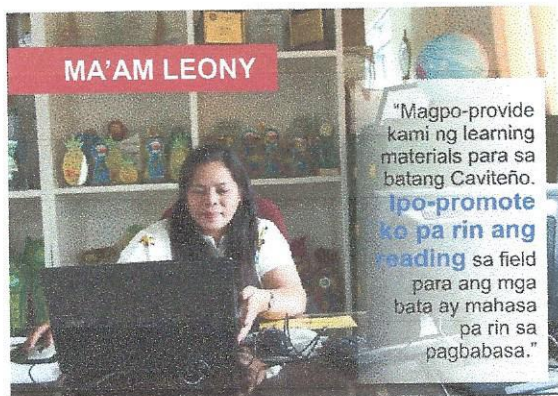 MA'AM LEONY
"Magpo-provide
kami ng learning
materials para sa
batang Caviteño.
Ipo-promote
ko pa rin ang
reading sa field
para ang mga
bata ay mahasa
pa rin sa
pagbabasa."